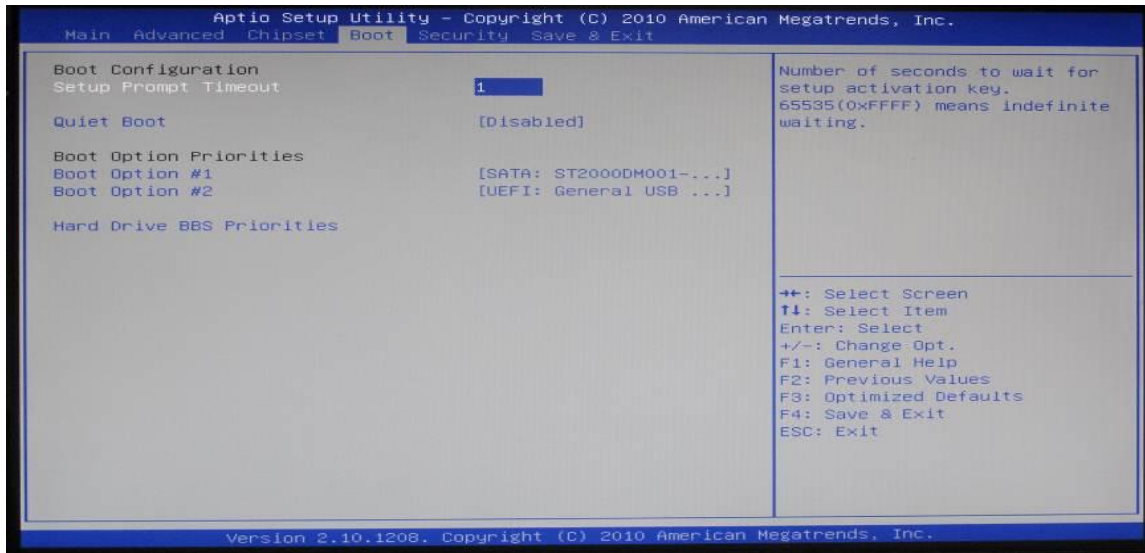 Aptio Setup Utility – Copyright (C) 2010 American Megatrends, Inc.
Main Advanced Chipset Boot Security Save & Exit
Boot Configuration
Setup Prompt Timeout 1
Quiet Boot [Disabled]
Boot Option Priorities
Boot Option #1 [SATA: ST2000DM001-...]
Boot Option #2 [UEFI: General USB ...]
Hard Drive BBS Priorities
Number of seconds to wait for
setup activation key.
65535(0xFFFF) means indefinite
waiting.
→←: Select Screen
↑↓: Select Item
Enter: Select
+/-: Change Opt.
F1: General Help
F2: Previous Values
F3: Optimized Defaults
F4: Save & Exit
ESC: Exit
Version 2.10.1208. Copyright (C) 2010 American Megatrends, Inc.